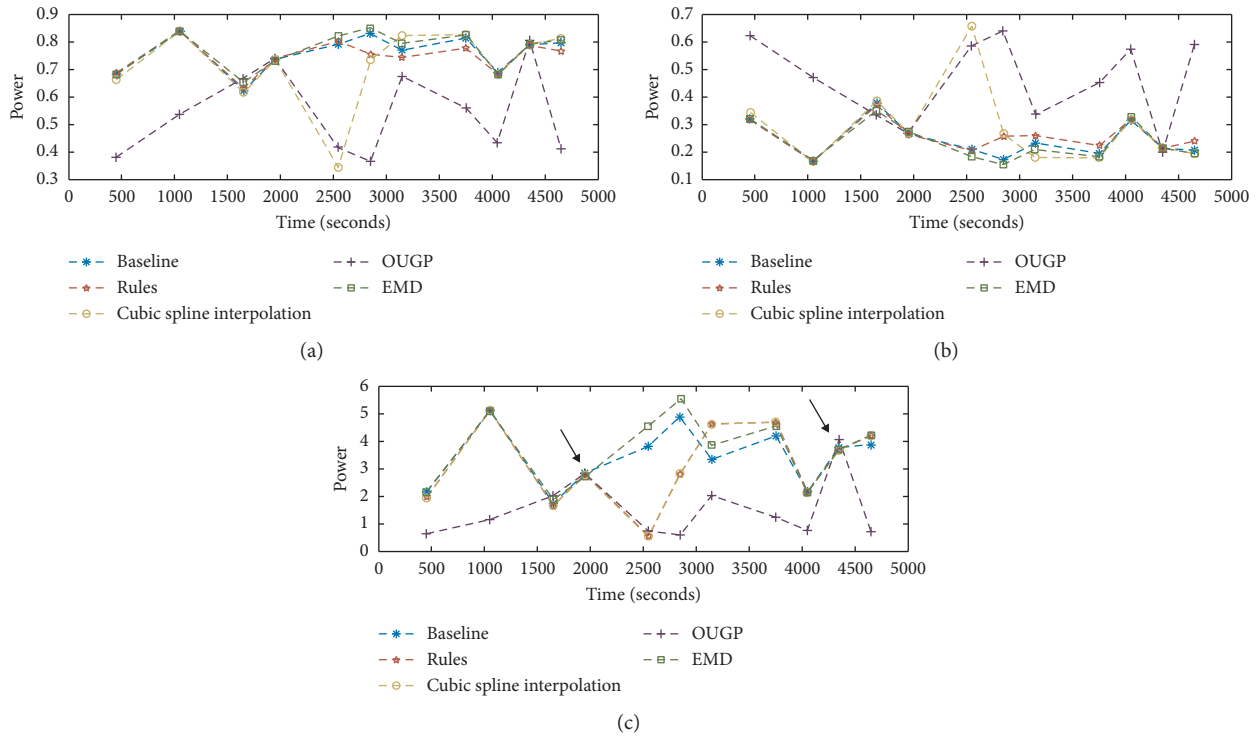 0.9
0.8
0.7
0.6
0.5
0.4
0.3
Power
0 500 1000 1500 2000 2500 3000 3500 4000 4500 5000
Time (seconds)
Baseline
Rules
Cubic spline interpolation
OUGP
EMD
(a)
0.7
0.6
0.5
0.4
0.3
0.2
0.1
Power
0 500 1000 1500 2000 2500 3000 3500 4000 4500 5000
Time (seconds)
Baseline
Rules
Cubic spline interpolation
OUGP
EMD
(b)
6
5
4
3
2
1
0
Power
0 500 1000 1500 2000 2500 3000 3500 4000 4500 5000
Time (seconds)
Baseline
Rules
Cubic spline interpolation
OUGP
EMD
(c)